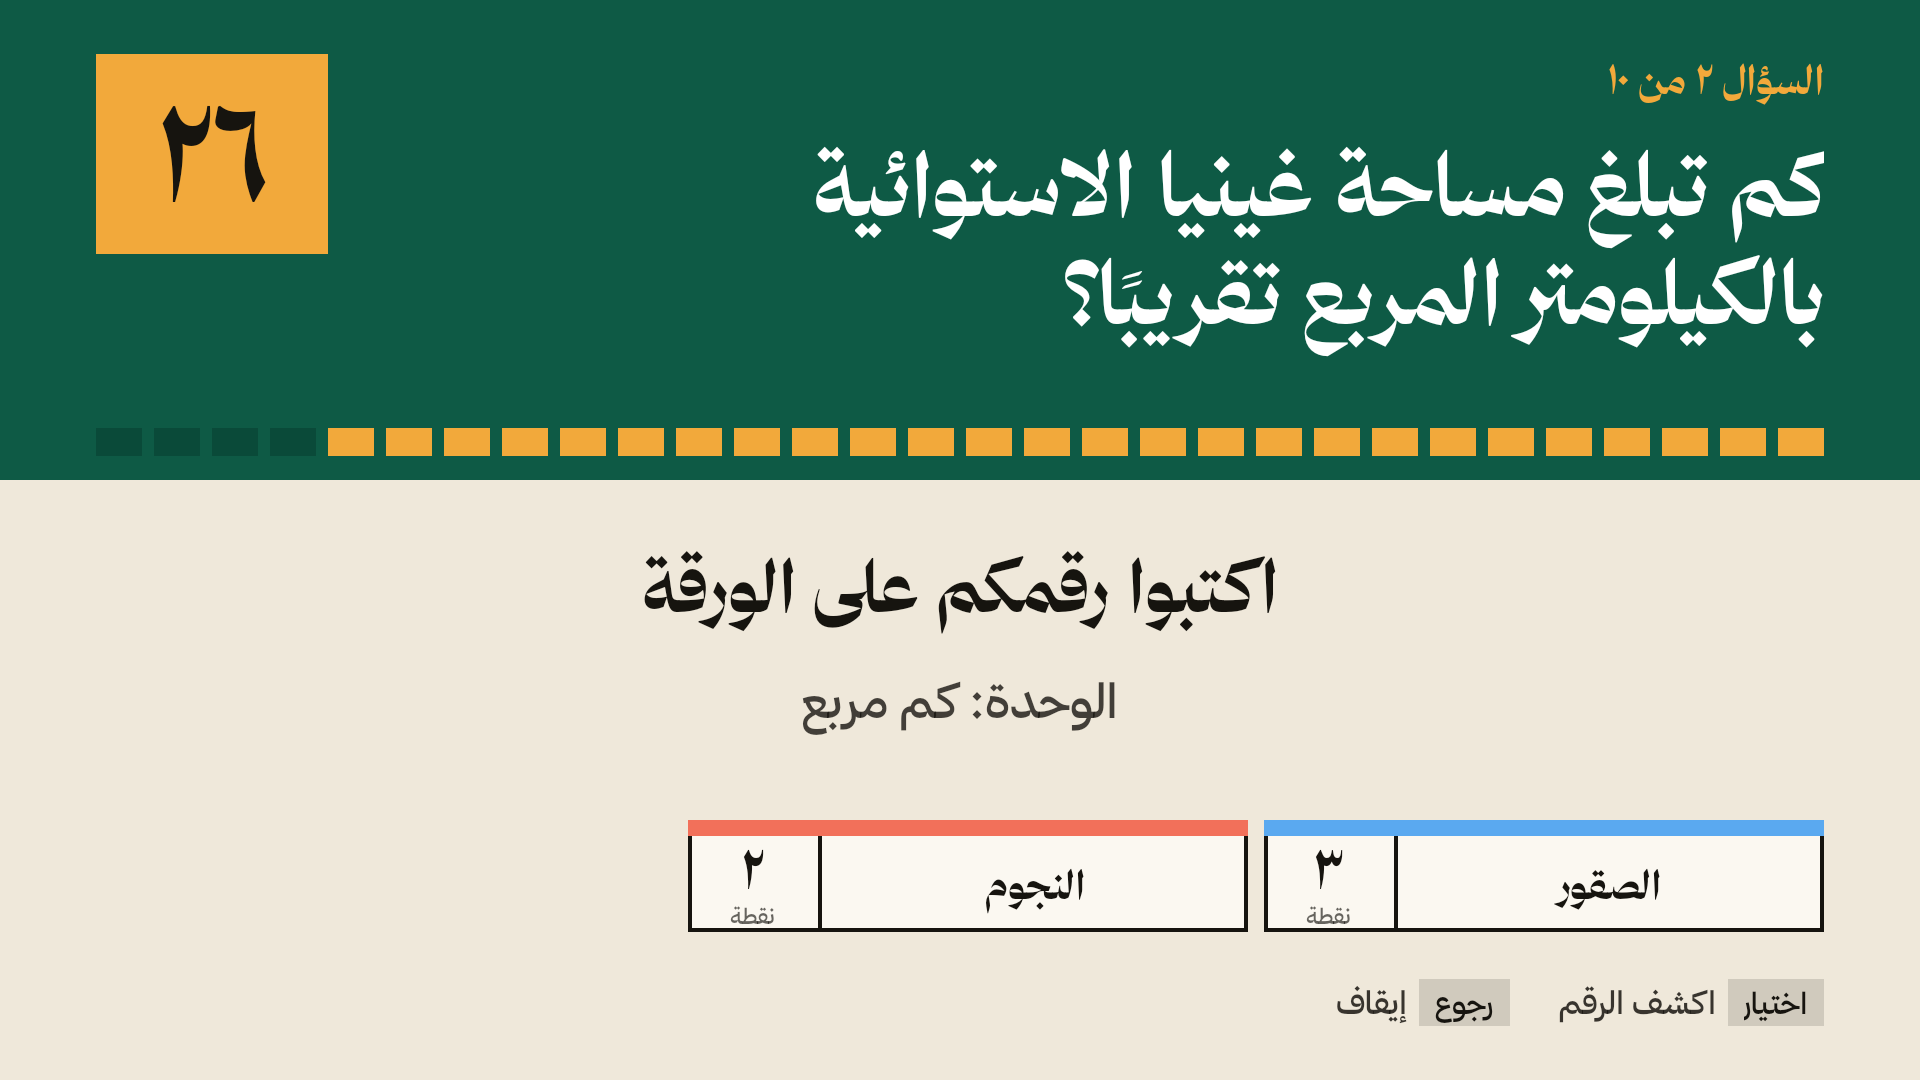 السؤال ٢ من ١٠
٢٦
كم تبلغ مساحة غينيا الاستوائية
بالكيلومتر المربع تقريبًا؟
اكتبوا رقمكم على الورقة
الوحدة: كم مربع
الصقور
٣
نقطة
النجوم
٢
نقطة
اختيار اكشف الرقم رجوع إيقاف